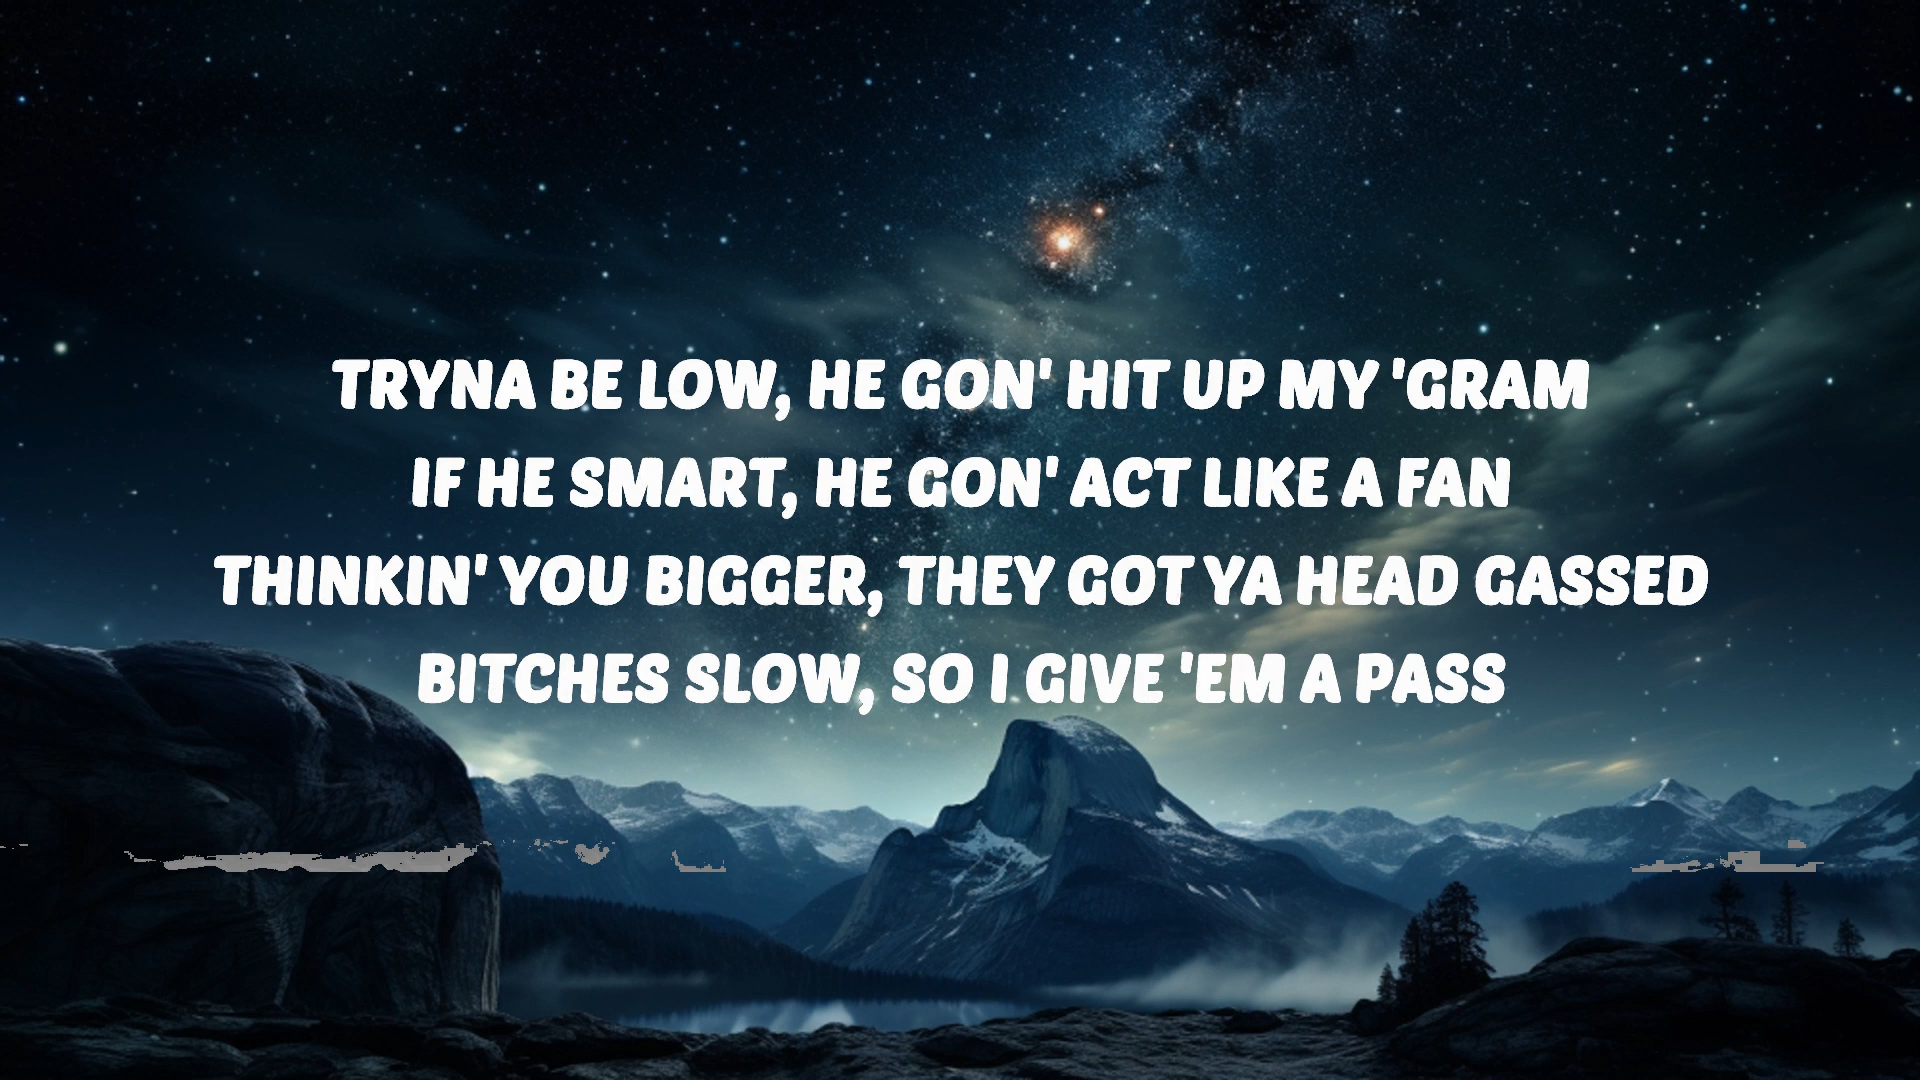 TRYNA BE LOW, HE GON' HIT UP MY 'GRAM
IF HE SMART, HE GON' ACT LIKE A FAN
THINKIN' YOU BIGGER, THEY GOT YA HEAD GASSED
BITCHES SLOW, SO I GIVE 'EM A PASS